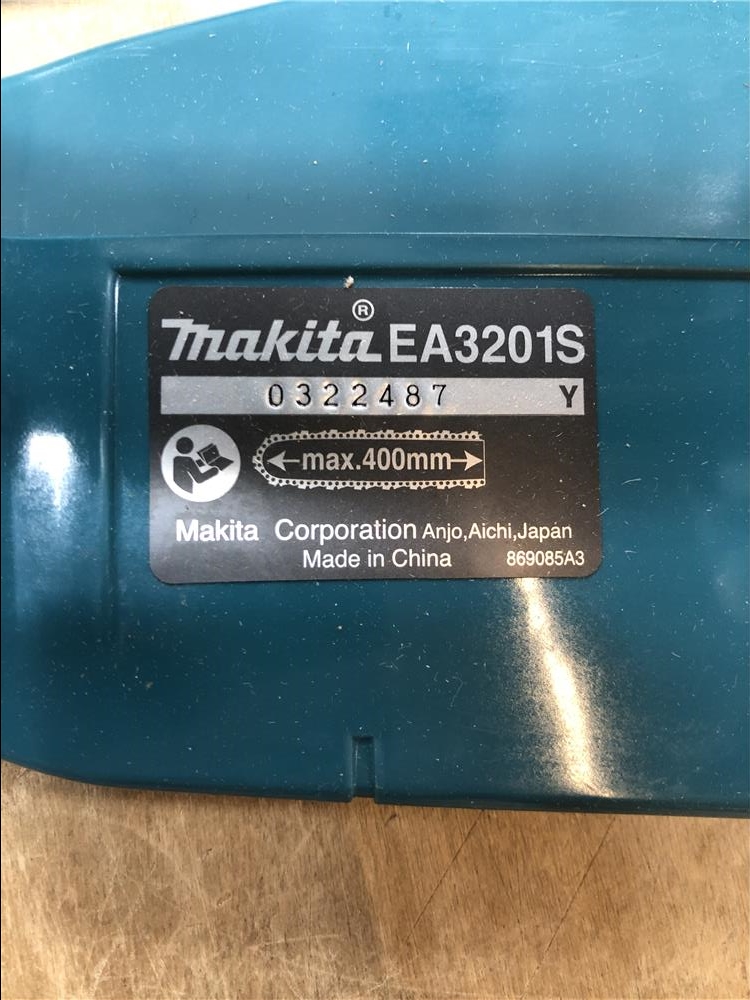 makita® EA3201S
0322487 Y
max.400mm
Makita Corporation Anjo,Aichi,Japan
Made in China 869085A3